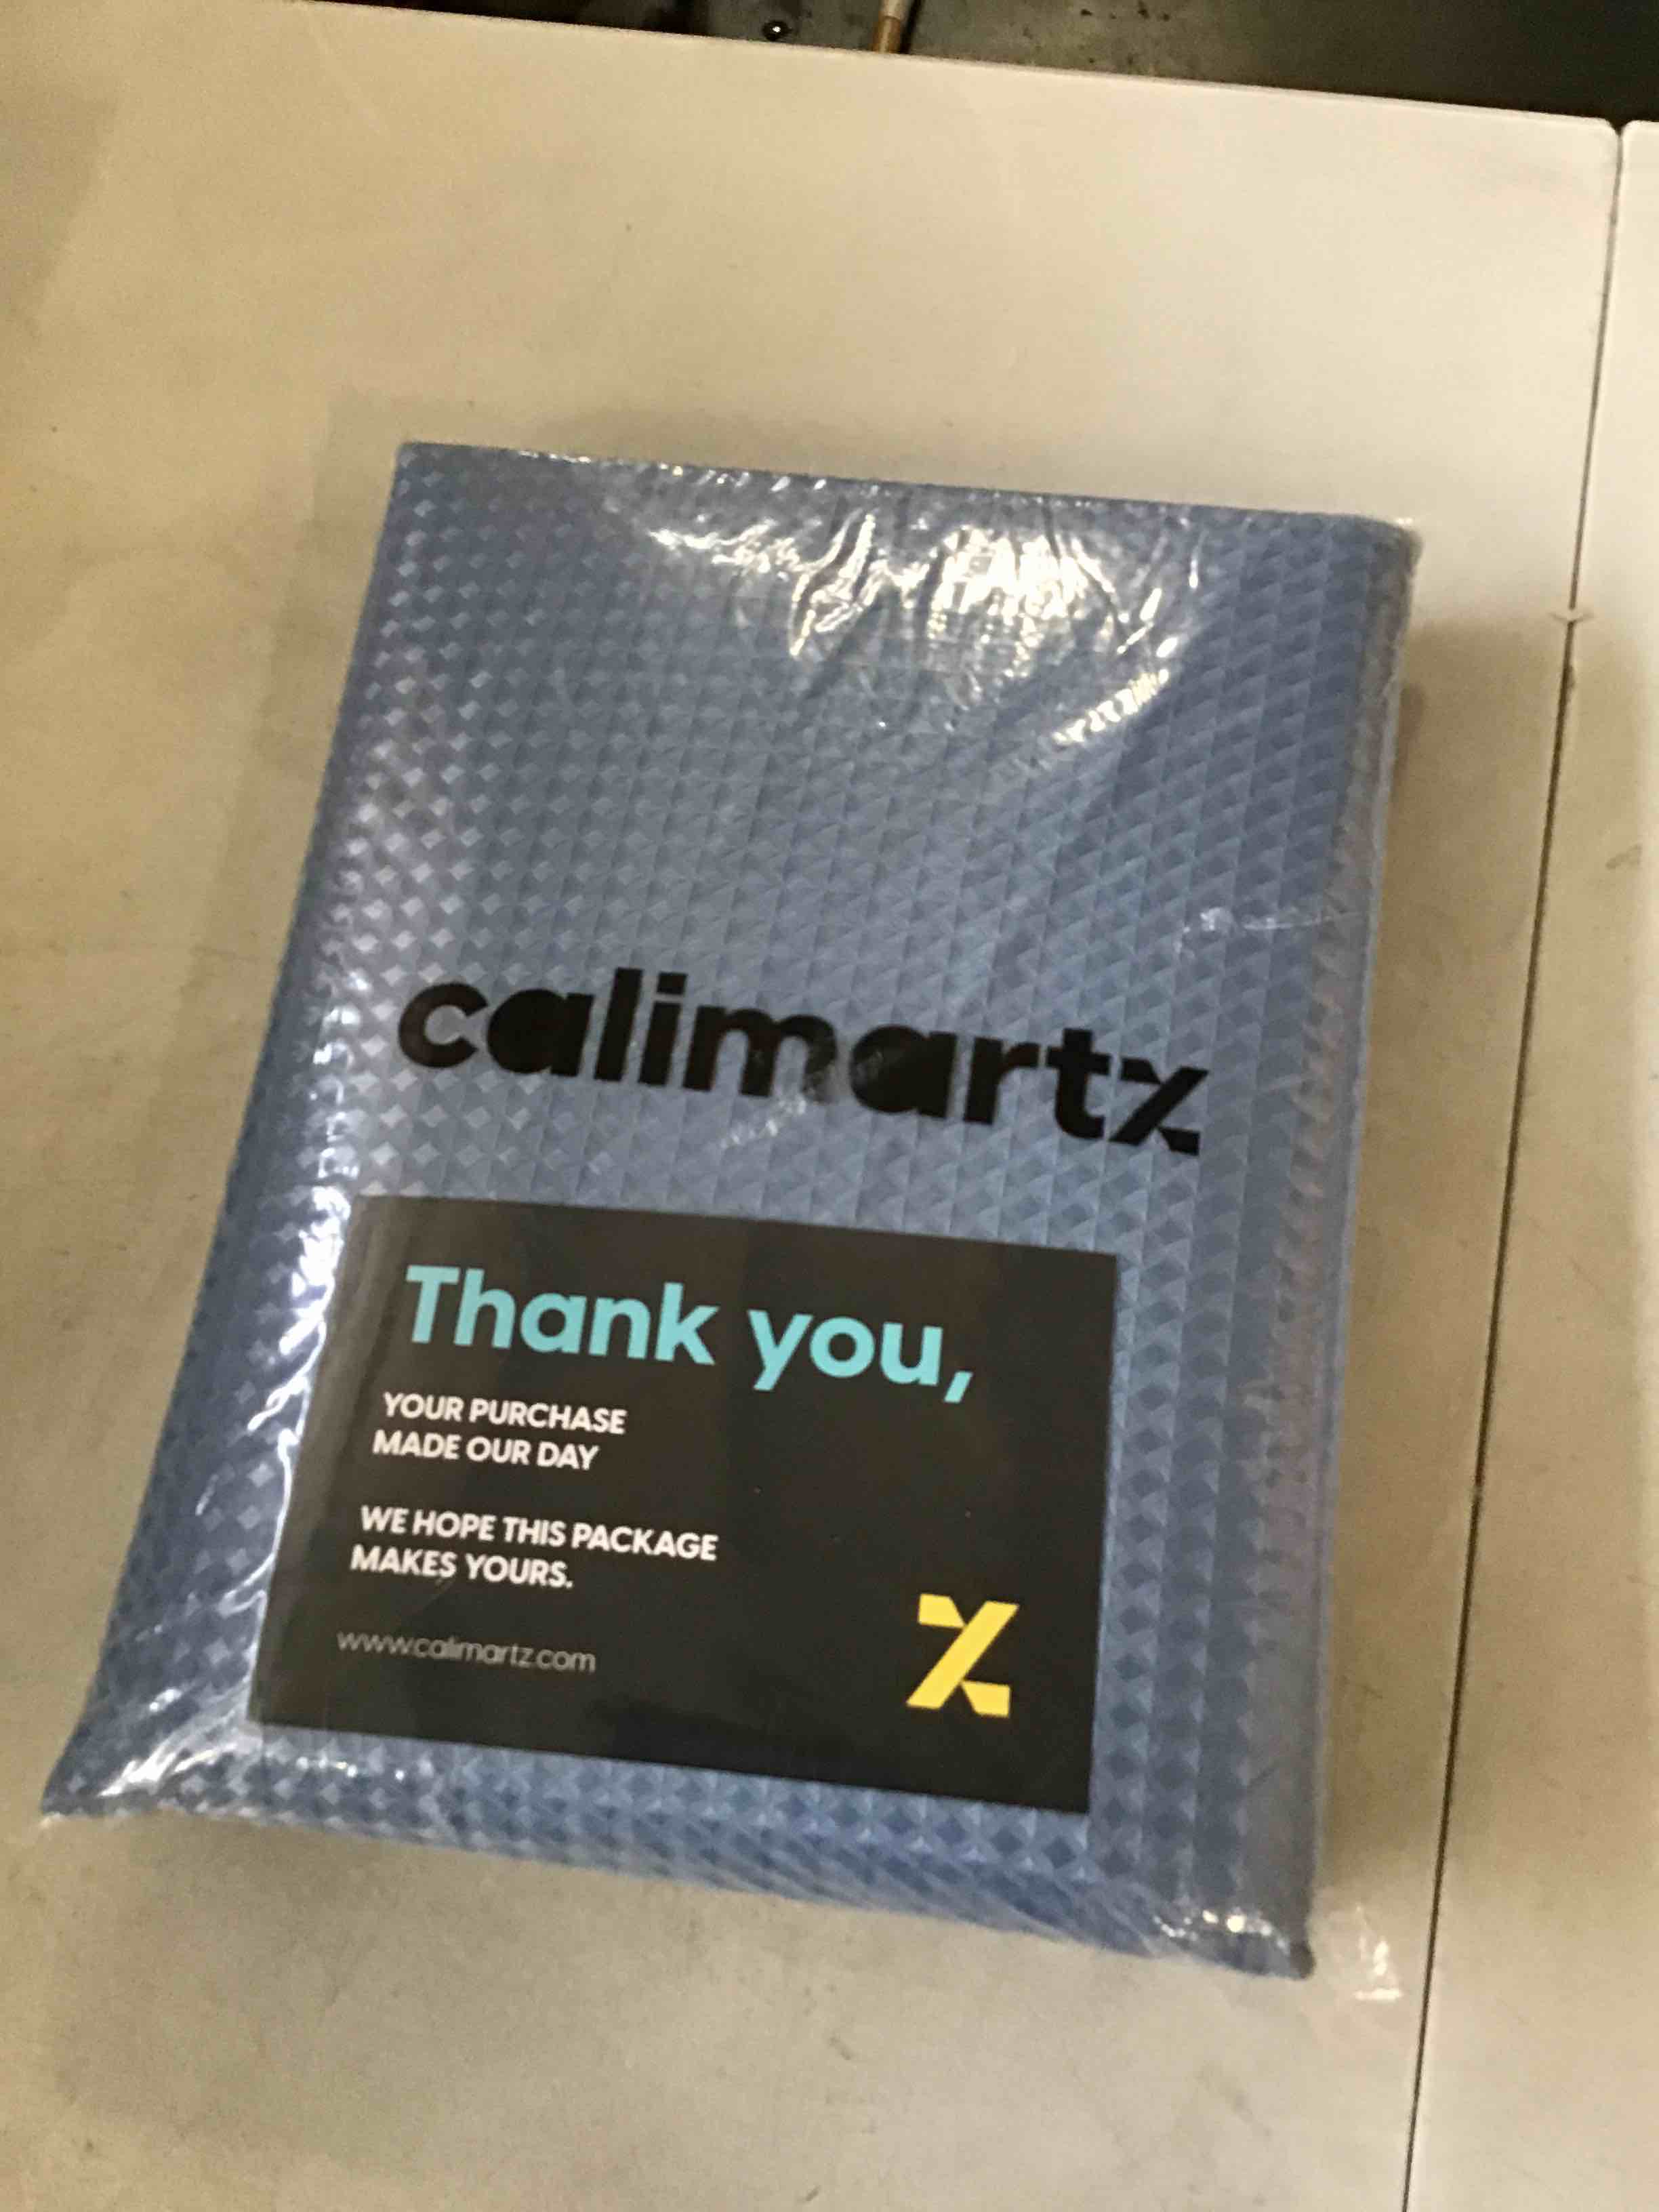 calimartz
Thank you,
YOUR PURCHASE
MADE OUR DAY
WE HOPE THIS PACKAGE
MAKES YOURS.
www.calimartz.com
Z